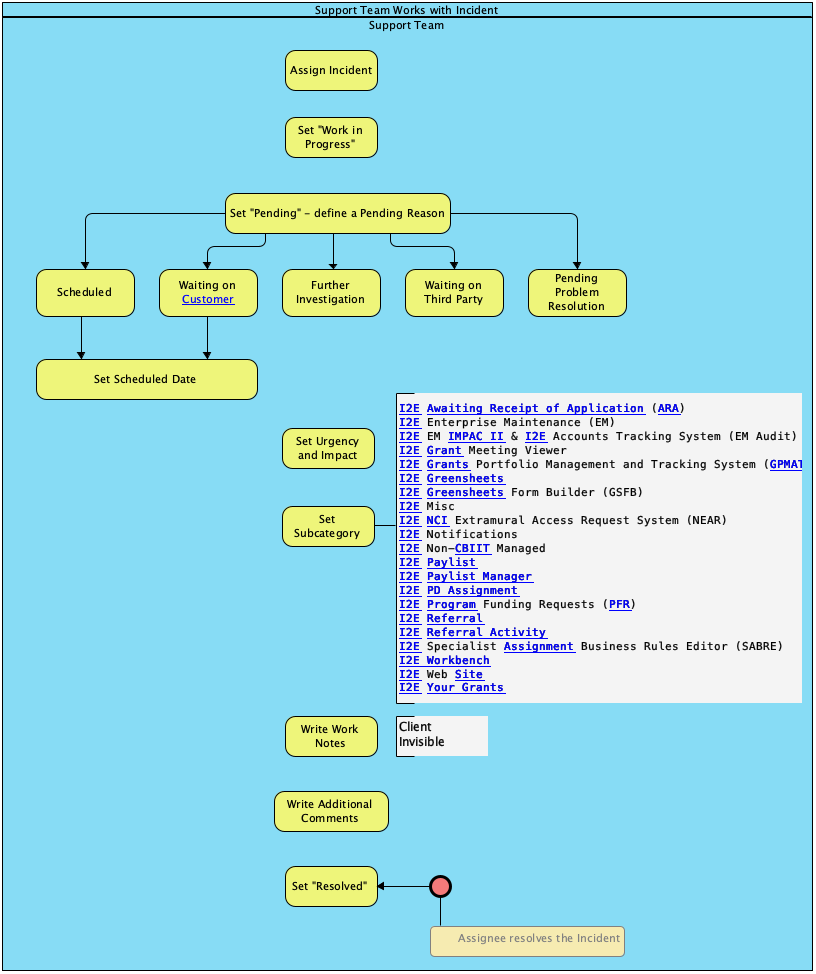 Support Team Works with Incident
Support Team
Assign Incident
Set "Work in
Progress"
Set "Pending" - define a Pending Reason
Scheduled
Waiting on
Customer
Further
Investigation
Waiting on
Third Party
Pending
Problem
Resolution
Set Scheduled Date
Set Urgency
and Impact
Set
Subcategory
I2E Awaiting Receipt of Application (ARA)
I2E Enterprise Maintenance (EM)
I2E EM IMPAC II & I2E Accounts Tracking System (EM Audit)
I2E Grant Meeting Viewer
I2E Grants Portfolio Management and Tracking System (GPMAT
I2E Greensheets
I2E Greensheets Form Builder (GSFB)
I2E Misc
I2E NCI Extramural Access Request System (NEAR)
I2E Notifications
I2E Non-CBIIT Managed
I2E Paylist
I2E Paylist Manager
I2E PD Assignment
I2E Program Funding Requests (PFR)
I2E Referral
I2E Referral Activity
I2E Specialist Assignment Business Rules Editor (SABRE)
I2E Workbench
I2E Web Site
I2E Your Grants
Write Work
Notes
Client
Invisible
Write Additional
Comments
Set "Resolved"
Assignee resolves the Incident